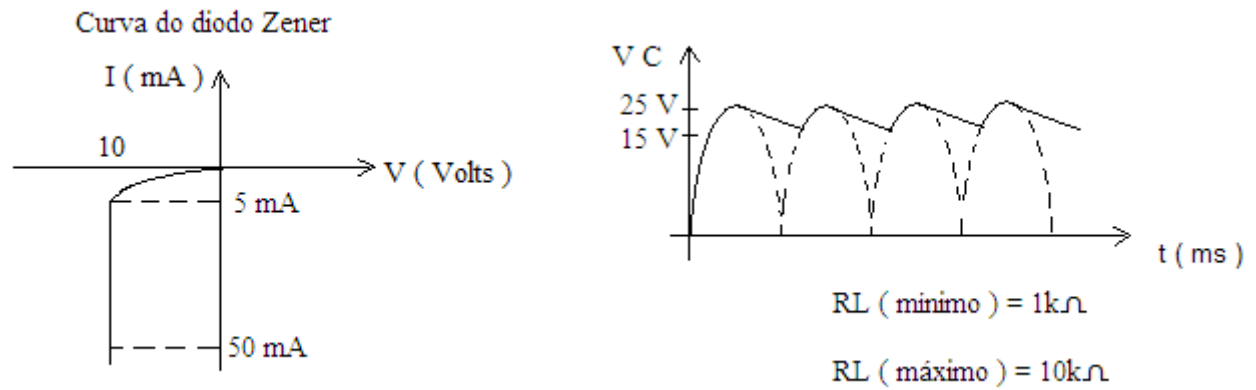 Curva do diodo Zener
I ( mA )
10
V ( Volts )
5 mA
50 mA
V C
25 V
15 V
t ( ms )
RL ( minimo ) = 1kΩ
RL ( máximo ) = 10kΩ